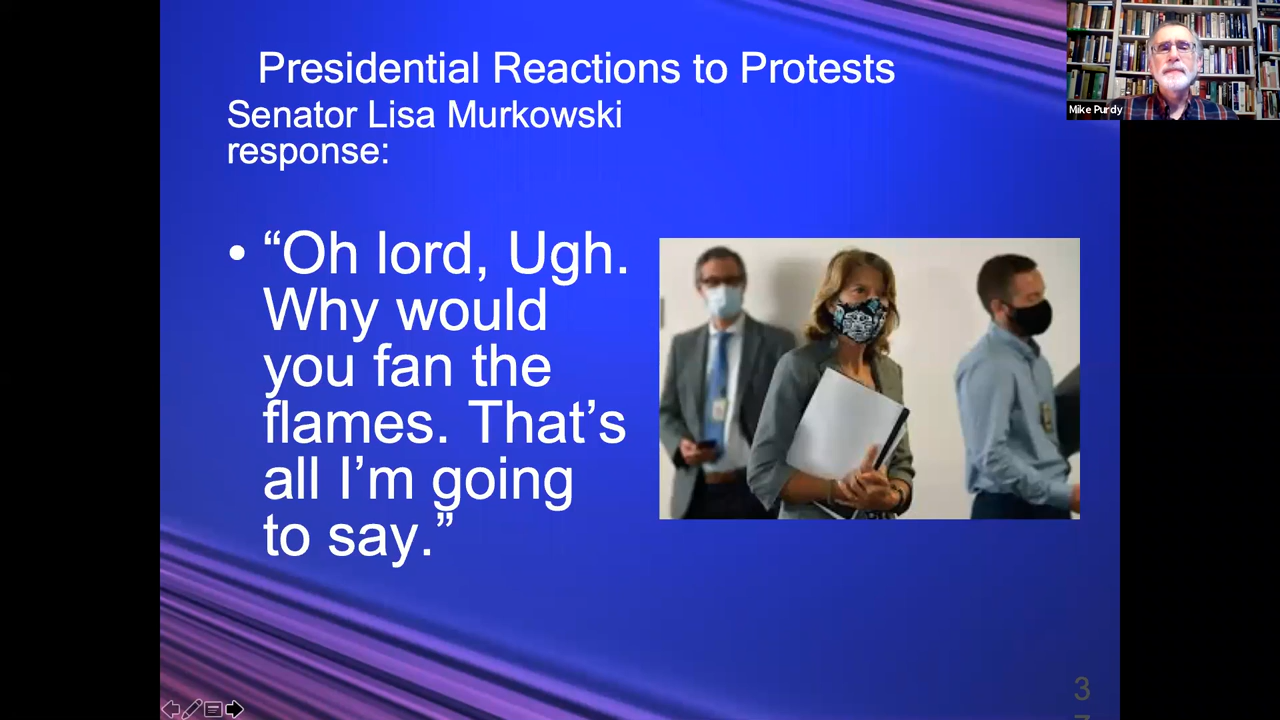 Presidential Reactions to Protests
Senator Lisa Murkowski
response:
• “Oh lord, Ugh.
Why would
you fan the
flames. That’s
all I’m going
to say.”
Mike Purdy
3